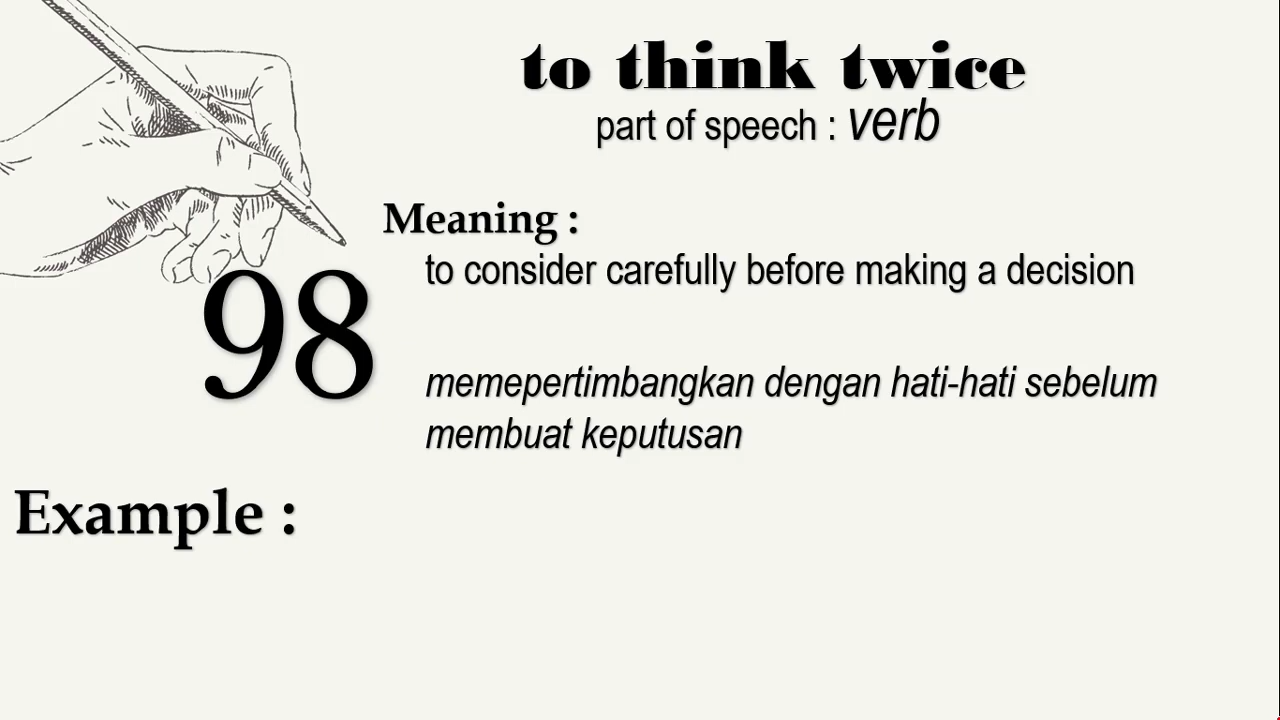 to think twice
part of speech : verb
Meaning :
to consider carefully before making a decision
98
memepertimbangkan dengan hati-hati sebelum
membuat keputusan
Example :